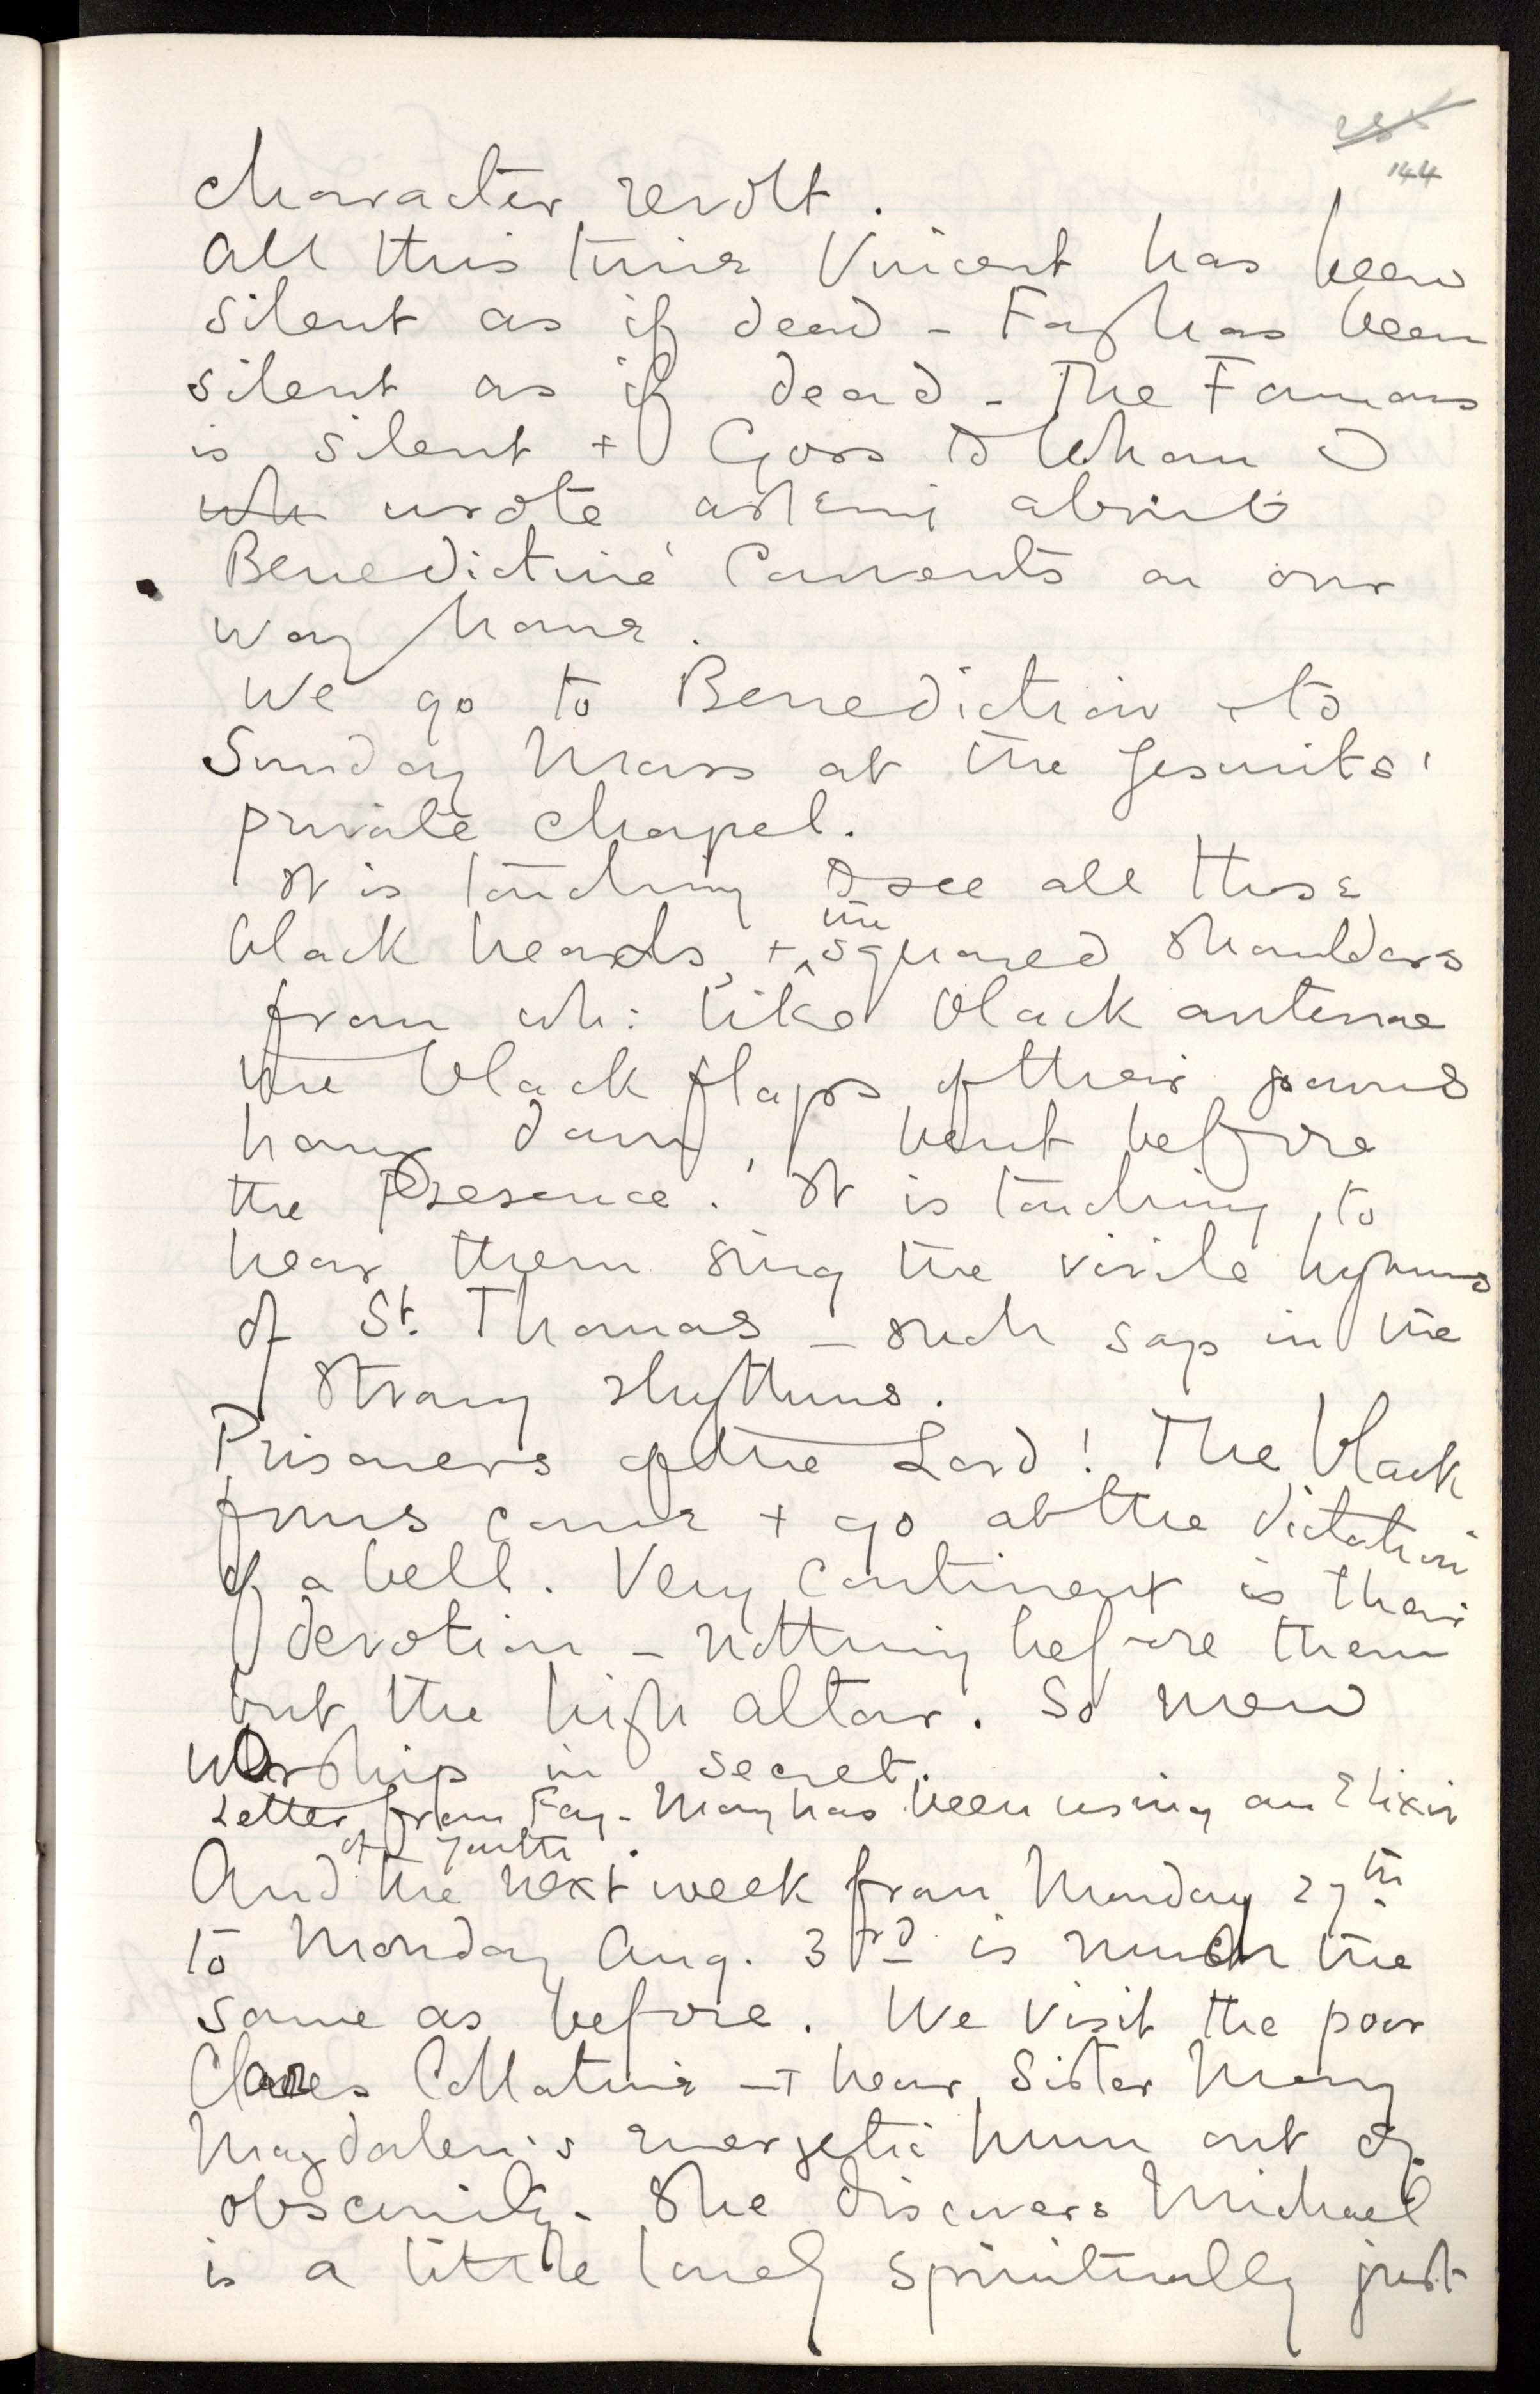 144
character revolt.
All this time Vincent has been
silent as if dead - Fay has been
silent as if dead - The Famous
is silent + Goss to whom I
wh wrote asking about
Benedictine Convents on our
way home.
We go to Benediction + to
Sunday Mass at the Jesuits'
private chapel.
It is touching to see all these
black heads, + the squared shoulders
from wh: like black antennae
the black flaps of their gowns
hang down, bent before
the Presence. It is touching to
hear them sing the virile hymns
of St. Thomas - such sap in the
strong rhythms.
Prisoners of the Lord! The black
forms come + go at the dictation
of a bell. Very continent is their
devotion - nothing before them
but the high altar. So men
worship in secret.
Letter from Fay - May has been using an Elixir
of youth.
And the next week from Monday 27th
to Monday Aug. 3rd is much the
same as before. We visit the poor
Clares Collatine - + hear Sister Mary
Magdalen's energetic hum out of
obscurity. She discovers Michael
is a little lonely spiritually just